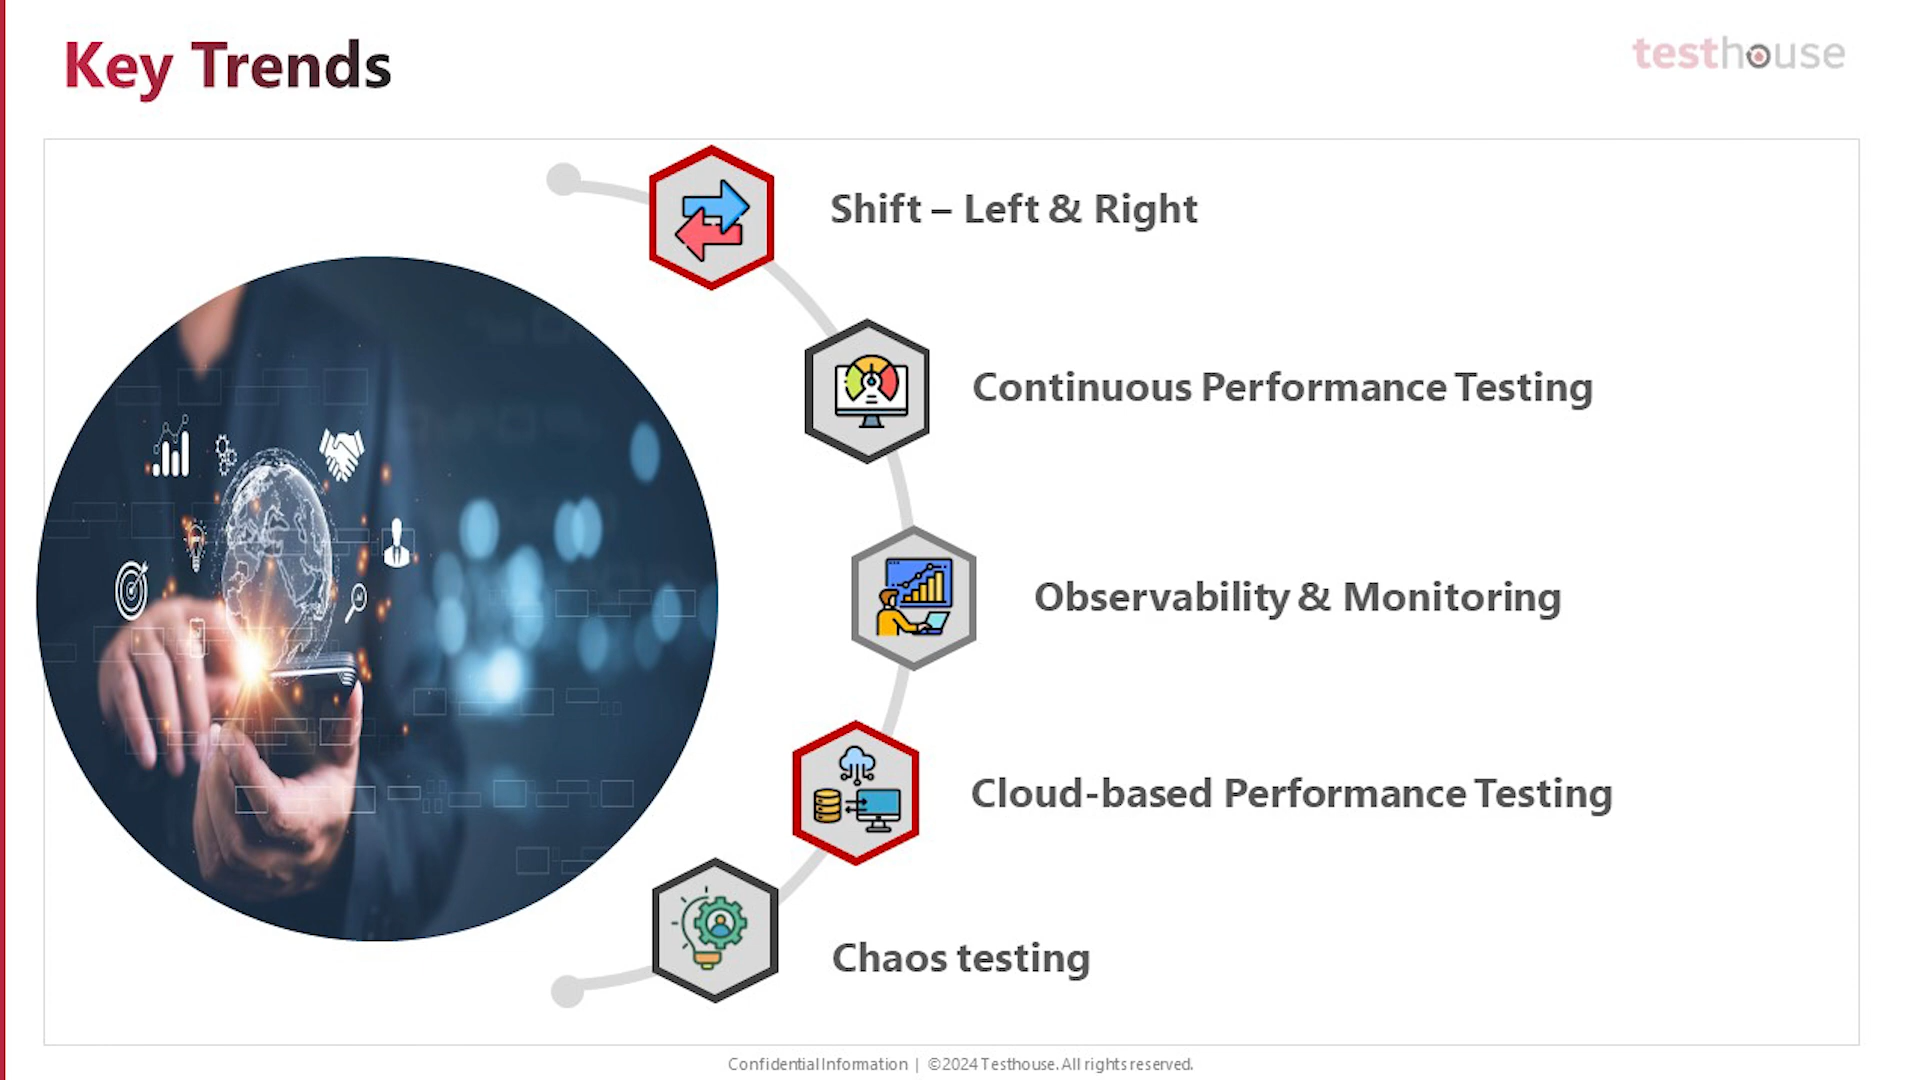 Key Trends
testhouse
Shift – Left & Right
Continuous Performance Testing
Observability & Monitoring
Cloud-based Performance Testing
Chaos testing
Confidential Information | ©2024 Testhouse. All rights reserved.